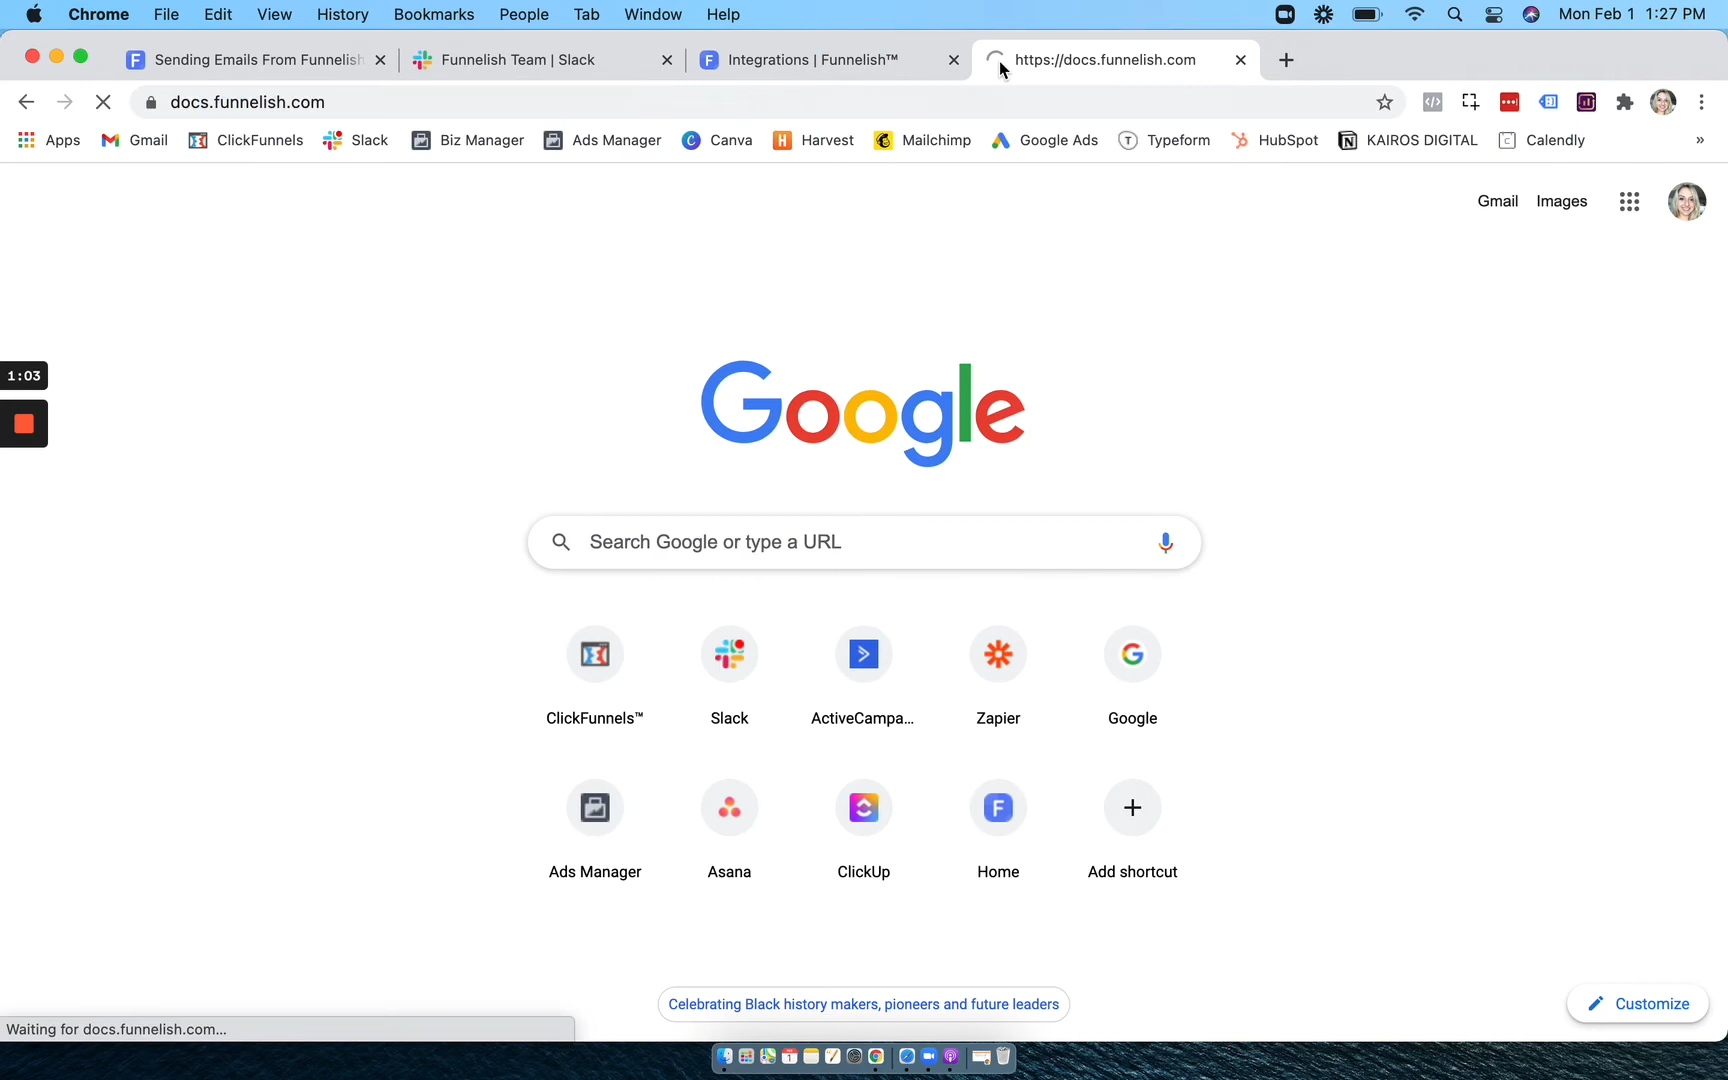 Chrome File Edit View History Bookmarks People Tab Window Help Mon Feb 1 1:27 PM
Sending Emails From Funnelish Funnelish Team | Slack Integrations | Funnelish™ https://docs.funnelish.com
docs.funnelish.com
Apps Gmail ClickFunnels Slack Biz Manager Ads Manager Canva Harvest Mailchimp Google Ads Typeform HubSpot KAIROS DIGITAL Calendly »
Gmail Images
1:03
Google
Search Google or type a URL
ClickFunnels™ Slack ActiveCampa... Zapier Google
Ads Manager Asana ClickUp Home Add shortcut
Celebrating Black history makers, pioneers and future leaders
Customize
Waiting for docs.funnelish.com...